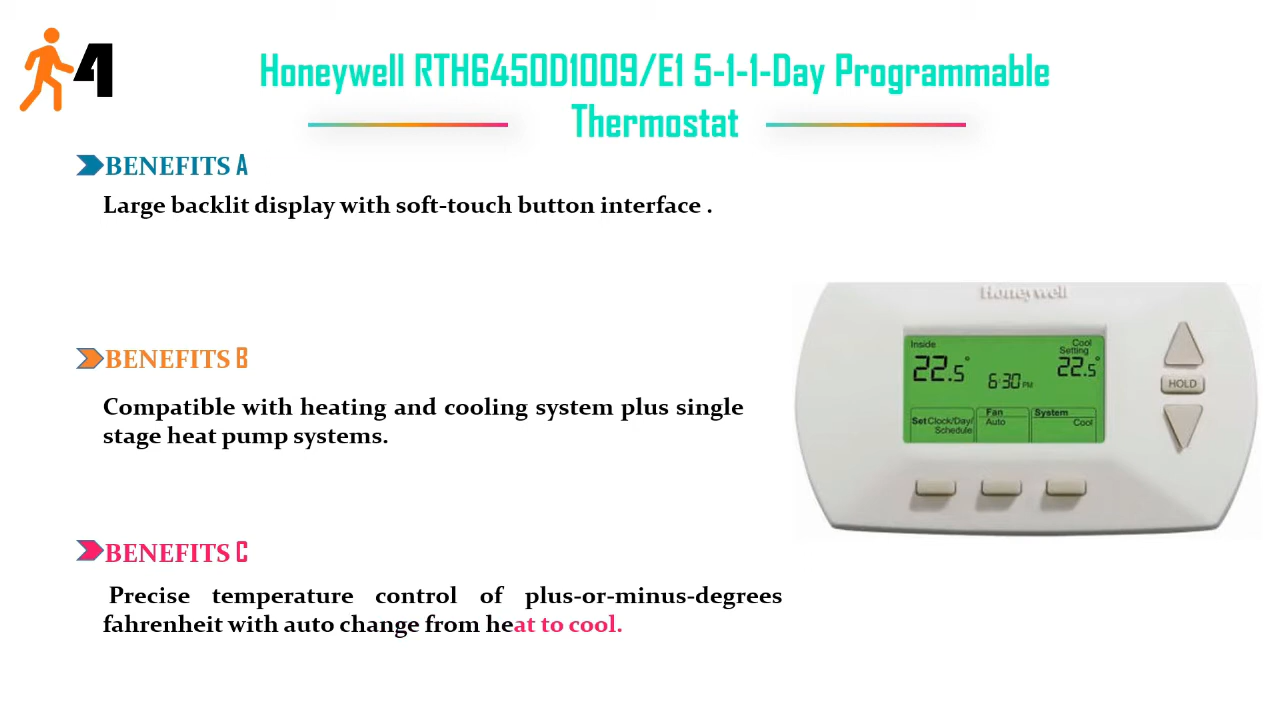 4
Honeywell RTH6450D1009/E1 5-1-1-Day Programmable
Thermostat
BENEFITS A
Large backlit display with soft-touch button interface .
BENEFITS B
Compatible with heating and cooling system plus single
stage heat pump systems.
BENEFITS C
Precise temperature control of plus-or-minus-degrees
fahrenheit with auto change from heat to cool.
Honeywell
Inside
22.5°
6:30 PM
Cool
Setting
22.5°
Set Clock/Day/
Schedule
Fan
Auto
System
Cool
HOLD